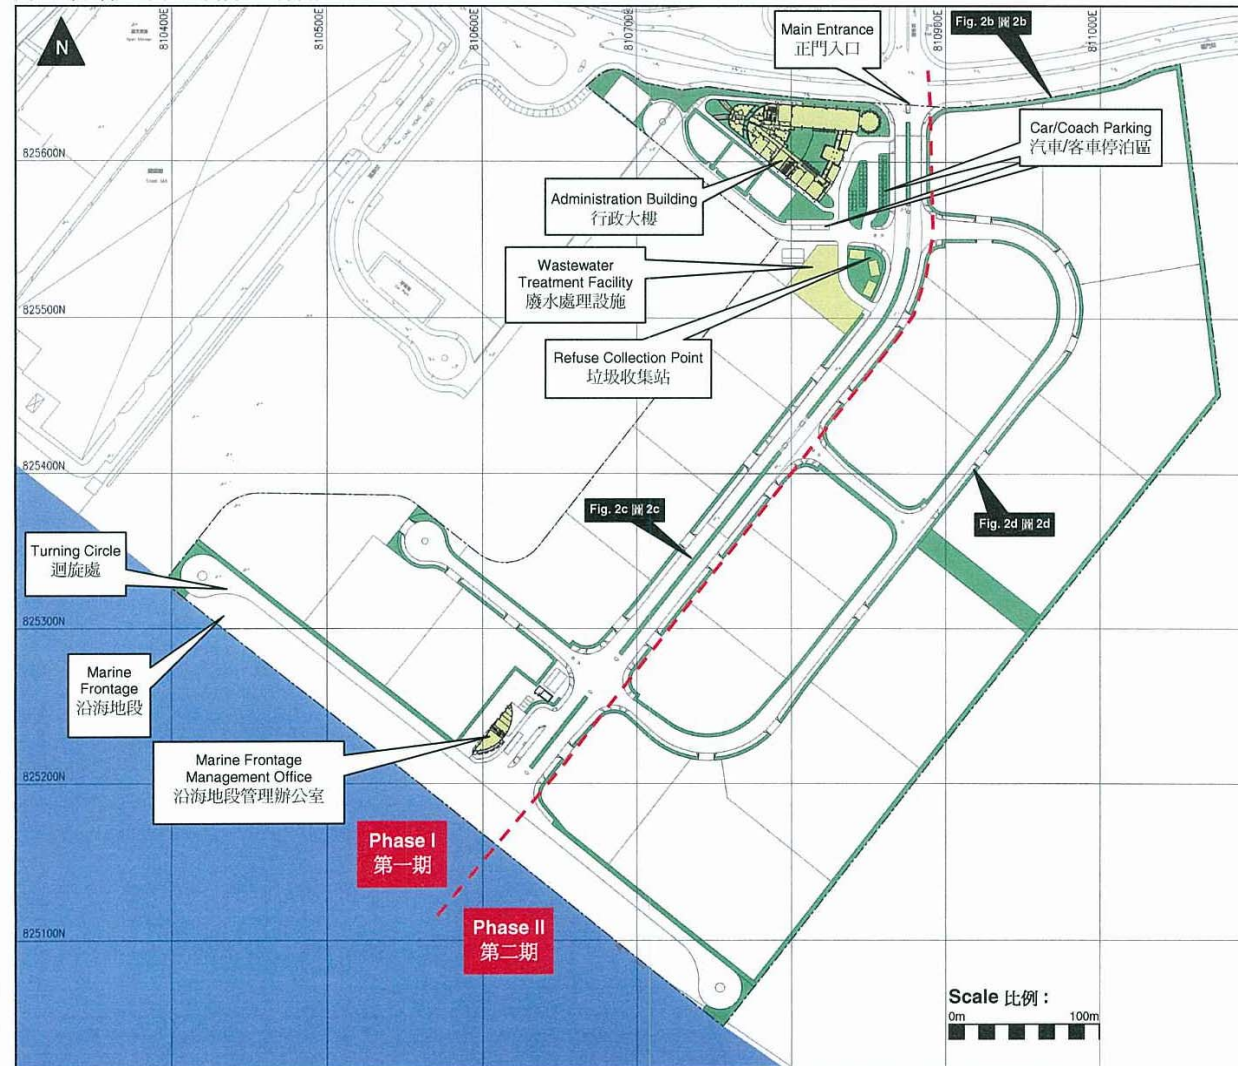 N
810400E
810500E
810600E
810700E
810900E
811000E
Main Entrance
正門入口
Fig. 2b 圖 2b
Car/Coach Parking
汽車/客車停泊區
825600N
Administration Building
行政大樓
Wastewater
Treatment Facility
廢水處理設施
825500N
Refuse Collection Point
垃圾收集站
825400N
Fig. 2c 圖 2c
Fig. 2d 圖 2d
Turning Circle
迴旋處
825300N
Marine
Frontage
沿海地段
Marine Frontage
Management Office
沿海地段管理辦公室
825200N
Phase I
第一期
Phase II
第二期
825100N
Scale 比例：
0m 100m